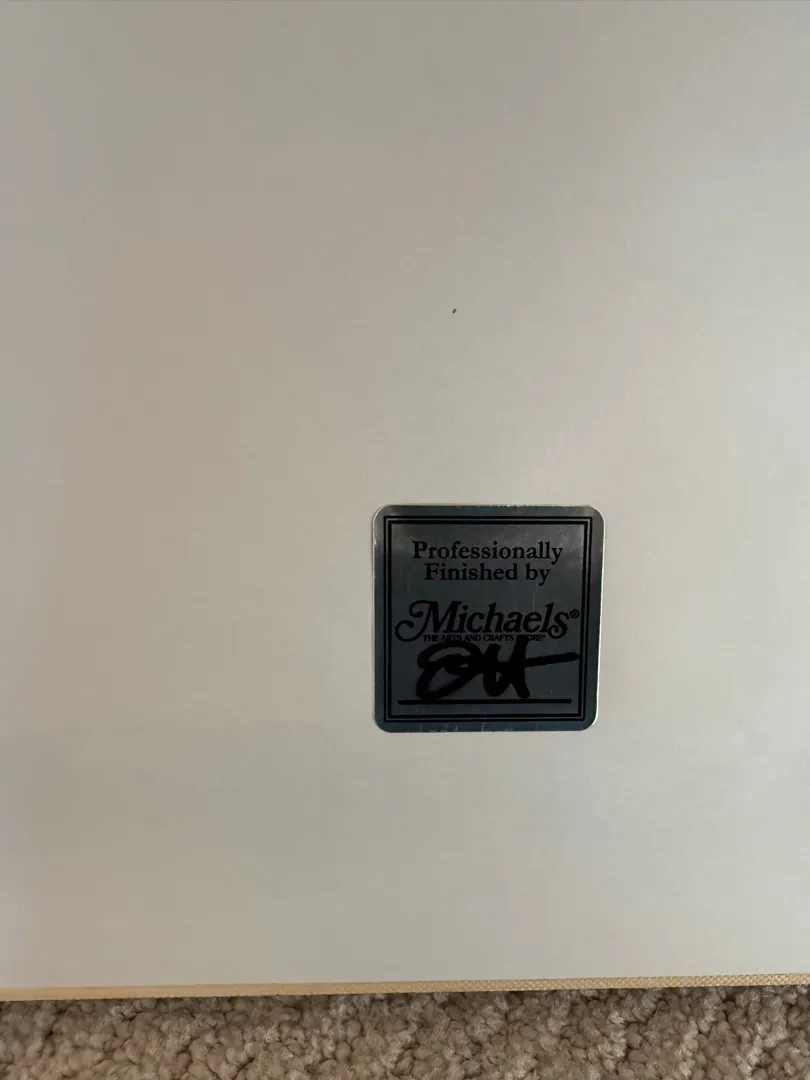 Professionally
Finished by
Michaels®
THE ARTS AND CRAFTS STORE®